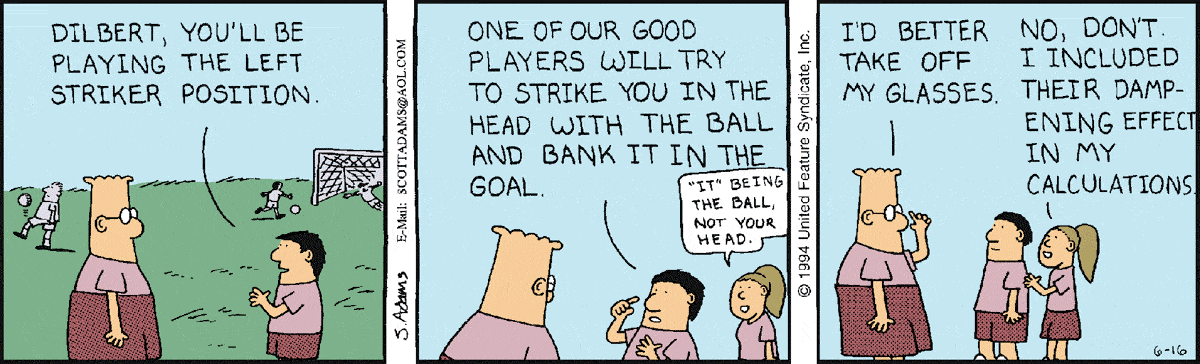 DILBERT, YOU'LL BE
PLAYING THE LEFT
STRIKER POSITION.
S. Adams
E-Mail: SCOTTADAMS@AOL.COM
ONE OF OUR GOOD
PLAYERS WILL TRY
TO STRIKE YOU IN THE
HEAD WITH THE BALL
AND BANK IT IN THE
GOAL.
"IT" BEING
THE BALL,
NOT YOUR
HEAD.
© 1994 United Feature Syndicate, Inc.
I'D BETTER
TAKE OFF
MY GLASSES.
NO, DON'T.
I INCLUDED
THEIR DAMP-
ENING EFFECT
IN MY
CALCULATIONS
6-16